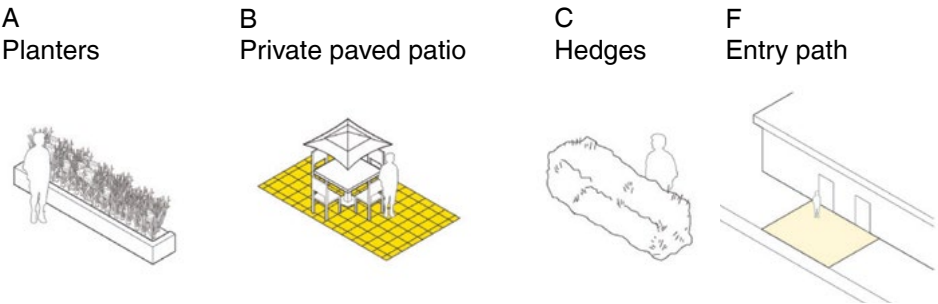 A
Planters
B
Private paved patio
C
Hedges
F
Entry path